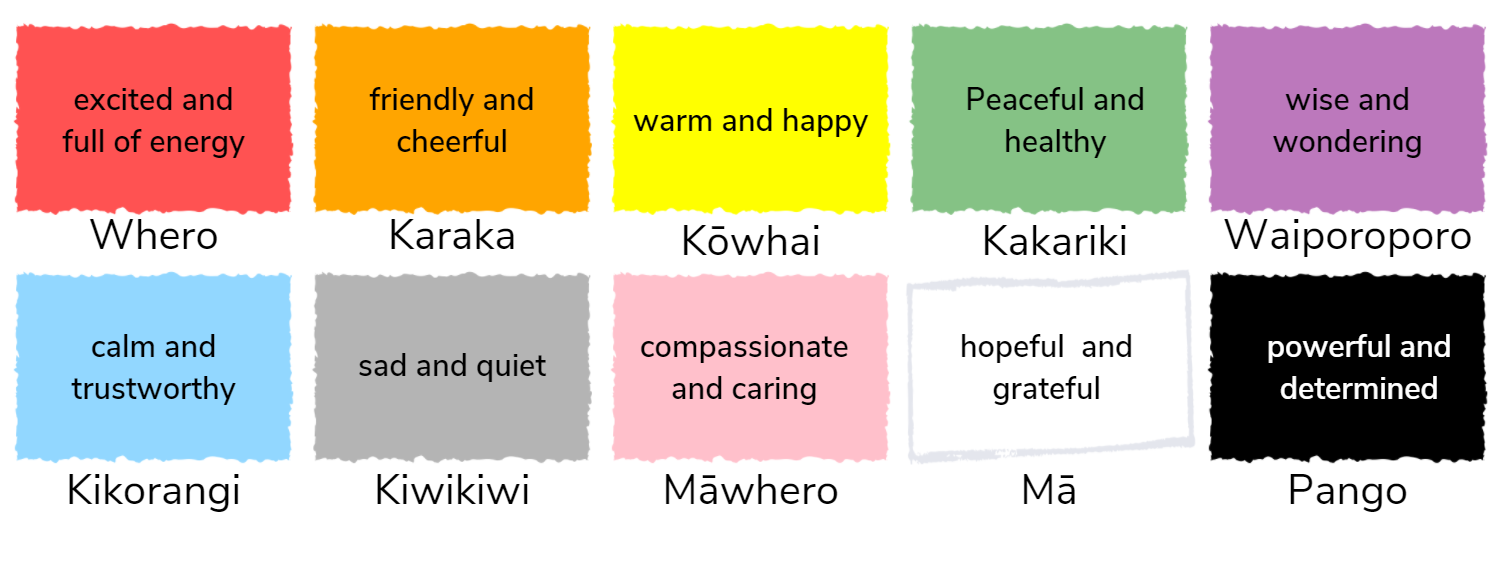 excited and
full of energy
friendly and
cheerful
warm and happy
Peaceful and
healthy
wise and
wondering
Whero
Karaka
Kōwhai
Kakariki
Waiporoporo
calm and
trustworthy
sad and quiet
compassionate
and caring
hopeful  and
grateful
powerful and
determined
Kikorangi
Kiwikiwi
Māwhero
Mā
Pango